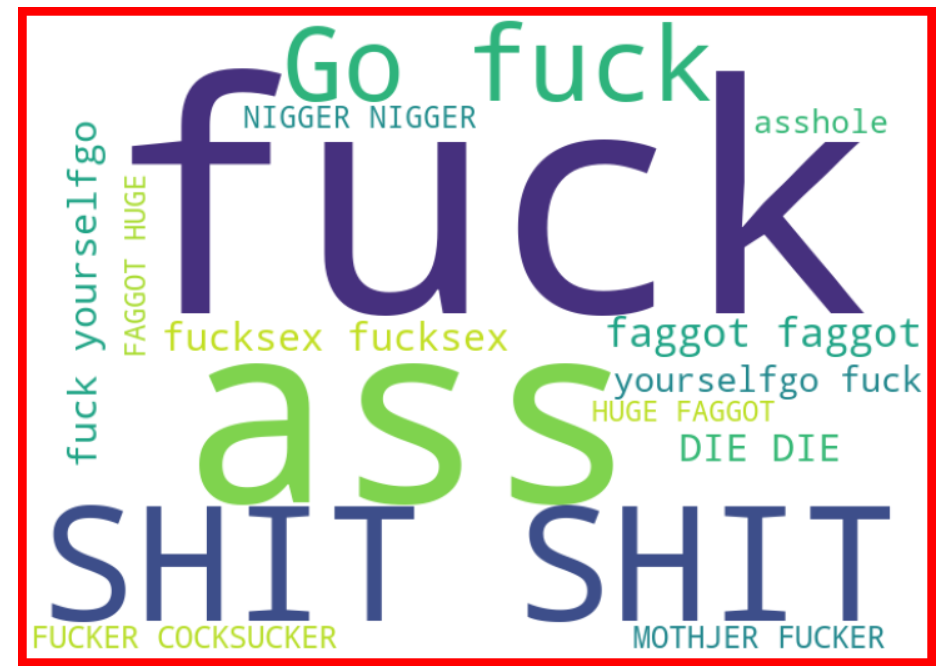 Go fuck
fuck
NIGGER NIGGER
asshole
fuck yourselfgo
FAGGOT HUGE
fucksex fucksex
faggot faggot
ass
yourselfgo fuck
HUGE FAGGOT
DIE DIE
SHIT SHIT
FUCKER COCKSUCKER
MOTHJER FUCKER